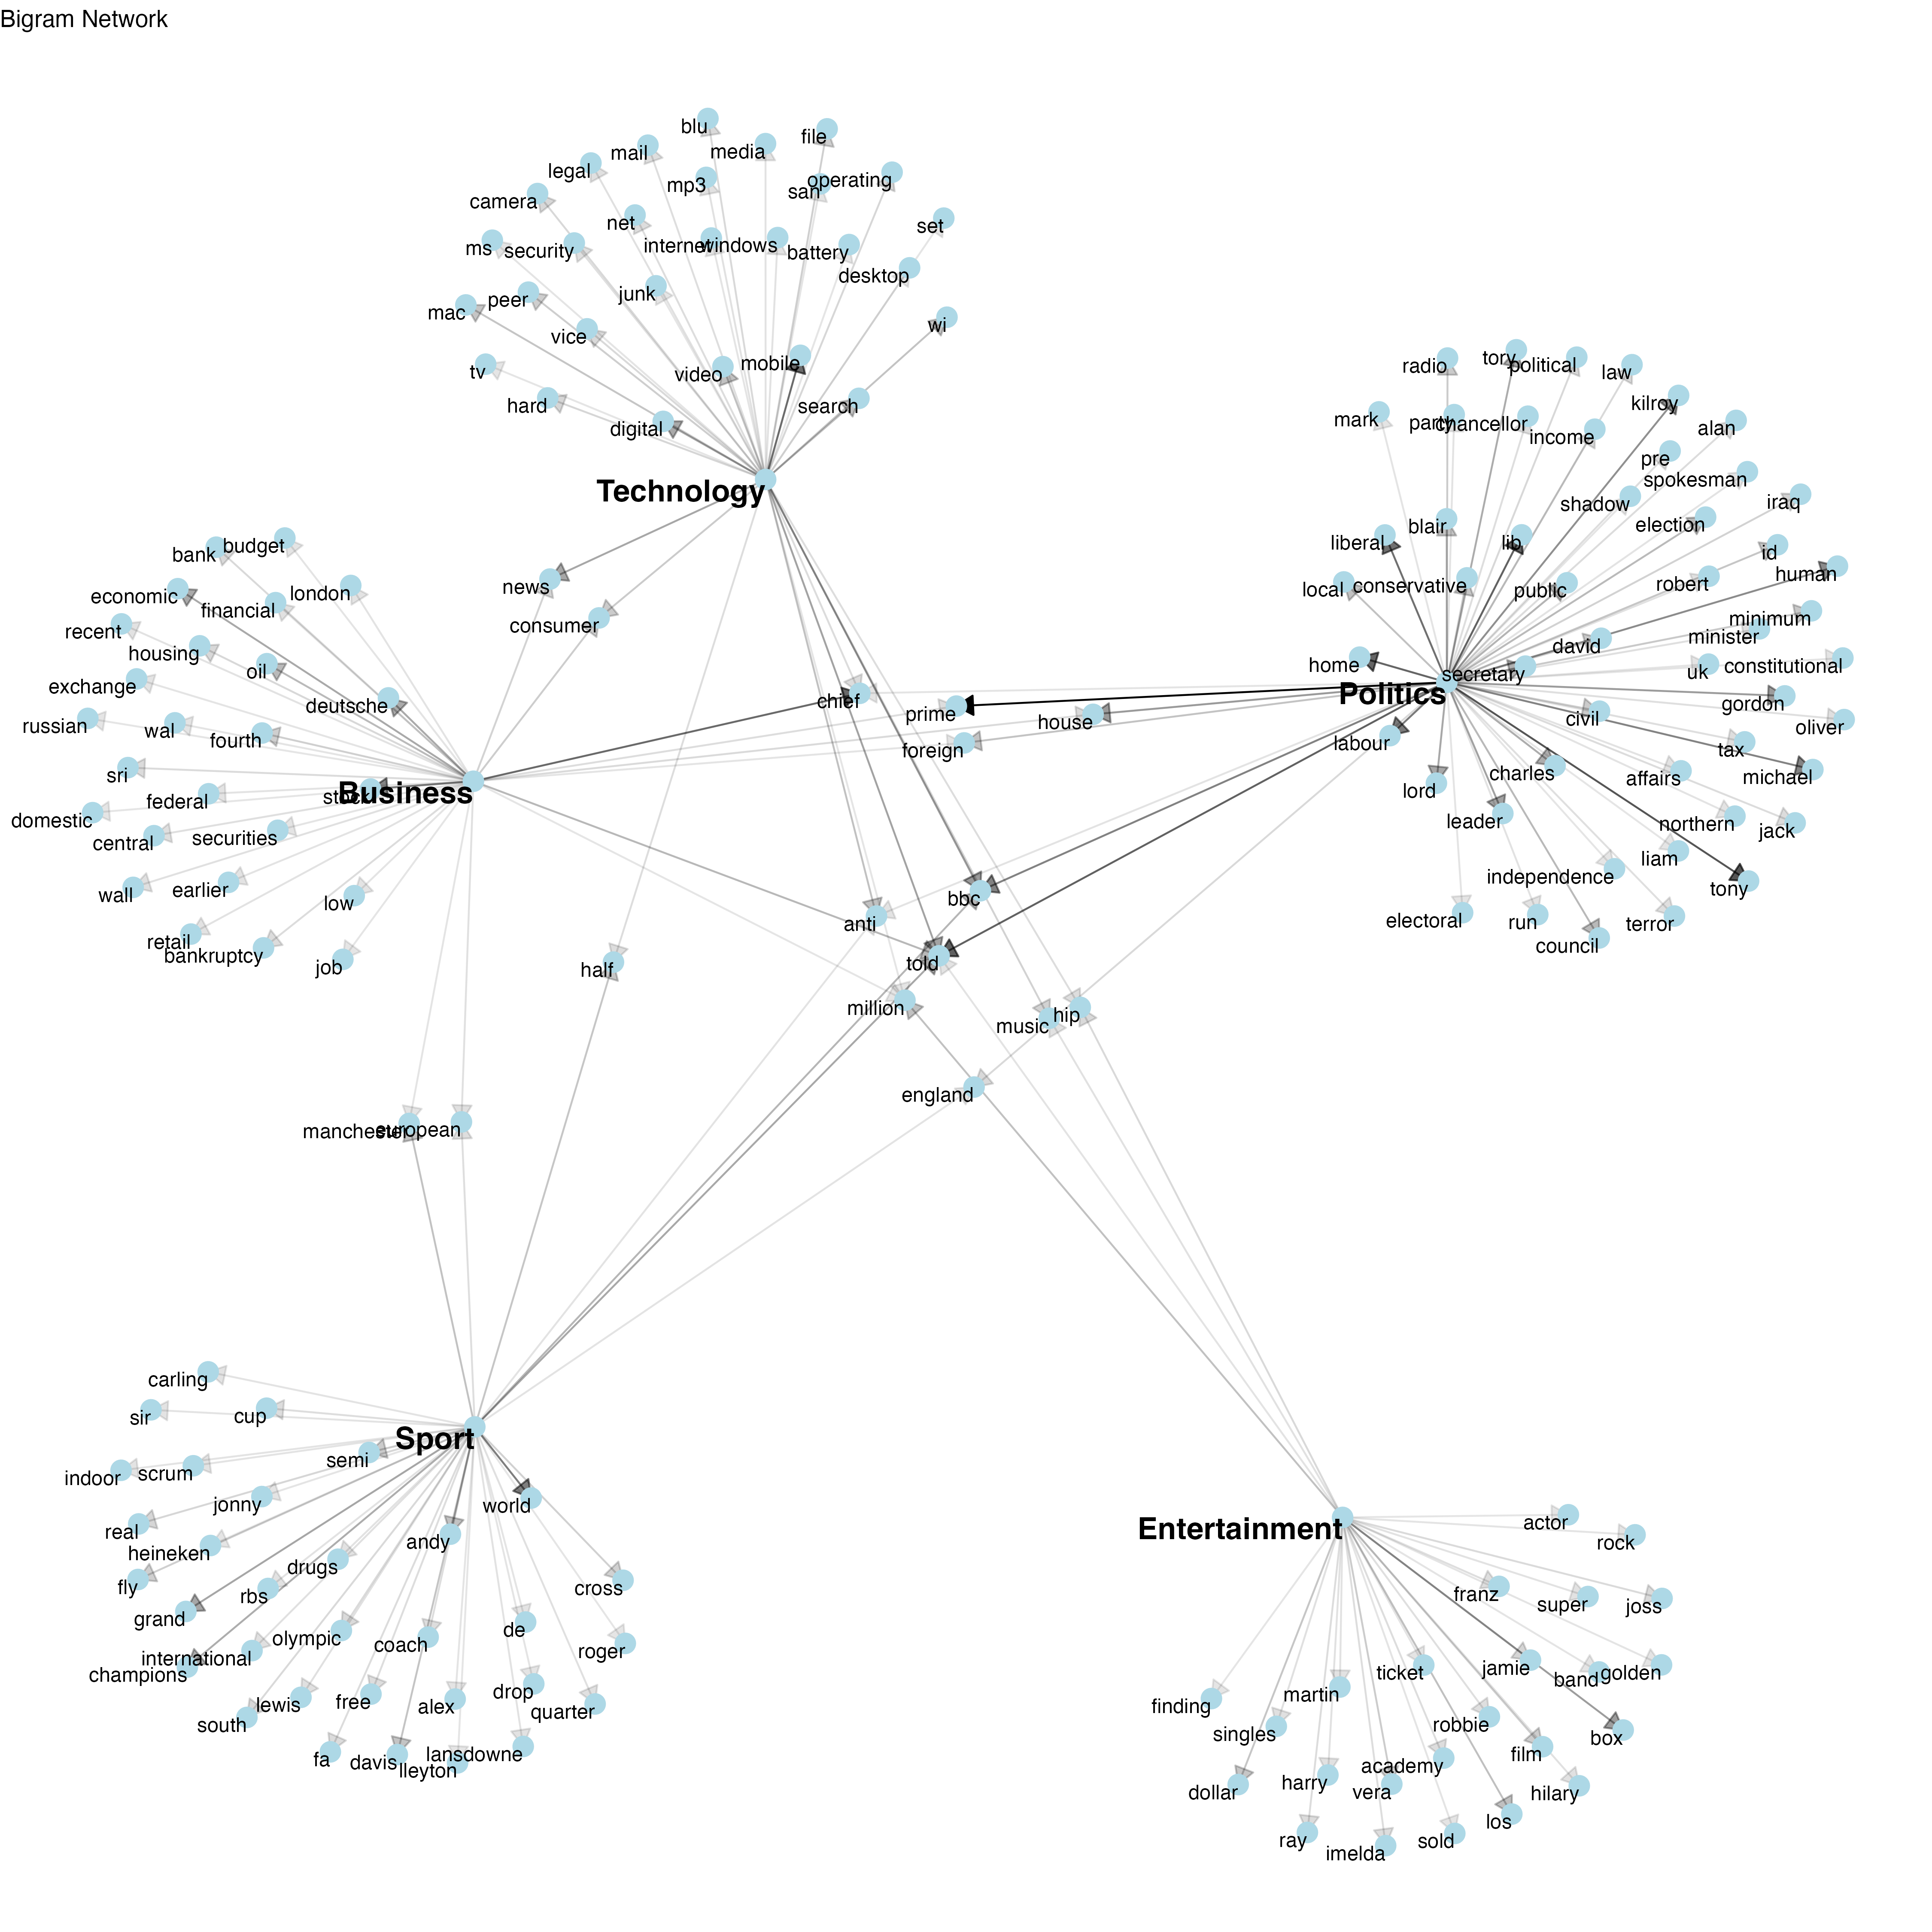 Bigram Network
blu
file
mail
media
legal
mp3
san
operating
camera
net
set
ms
security
internet
windows
battery
desktop
mac
peer
junk
wi
vice
tv
video
mobile
hard
search
digital
Technology
radio
tory
political
law
mark
party
chancellor
income
kilroy
alan
pre
spokesman
shadow
iraq
blair
election
liberal
lib
id
human
local
conservative
public
robert
minimum
minister
david
home
secretary
uk
constitutional
Politics
gordon
civil
oliver
labour
tax
charles
affairs
michael
lord
leader
northern
jack
liam
independence
tony
electoral
run
council
terror
bank
budget
economic
financial
london
recent
housing
oil
exchange
deutsche
russian
wal
fourth
sri
stock
Business
federal
domestic
central
securities
wall
earlier
low
retail
bankruptcy
job
news
consumer
chief
prime
house
foreign
bbc
anti
told
half
million
music
hip
england
manchester
european
carling
sir
cup
Sport
semi
indoor
scrum
jonny
world
real
andy
heineken
drugs
fly
rbs
cross
grand
de
olympic
coach
international
roger
champions
lewis
free
alex
drop
quarter
south
fa
davis
lansdowne
lleyton
Entertainment
actor
rock
franz
super
joss
ticket
jamie
band
golden
finding
martin
singles
robbie
box
film
academy
dollar
harry
vera
hilary
los
ray
imelda
sold